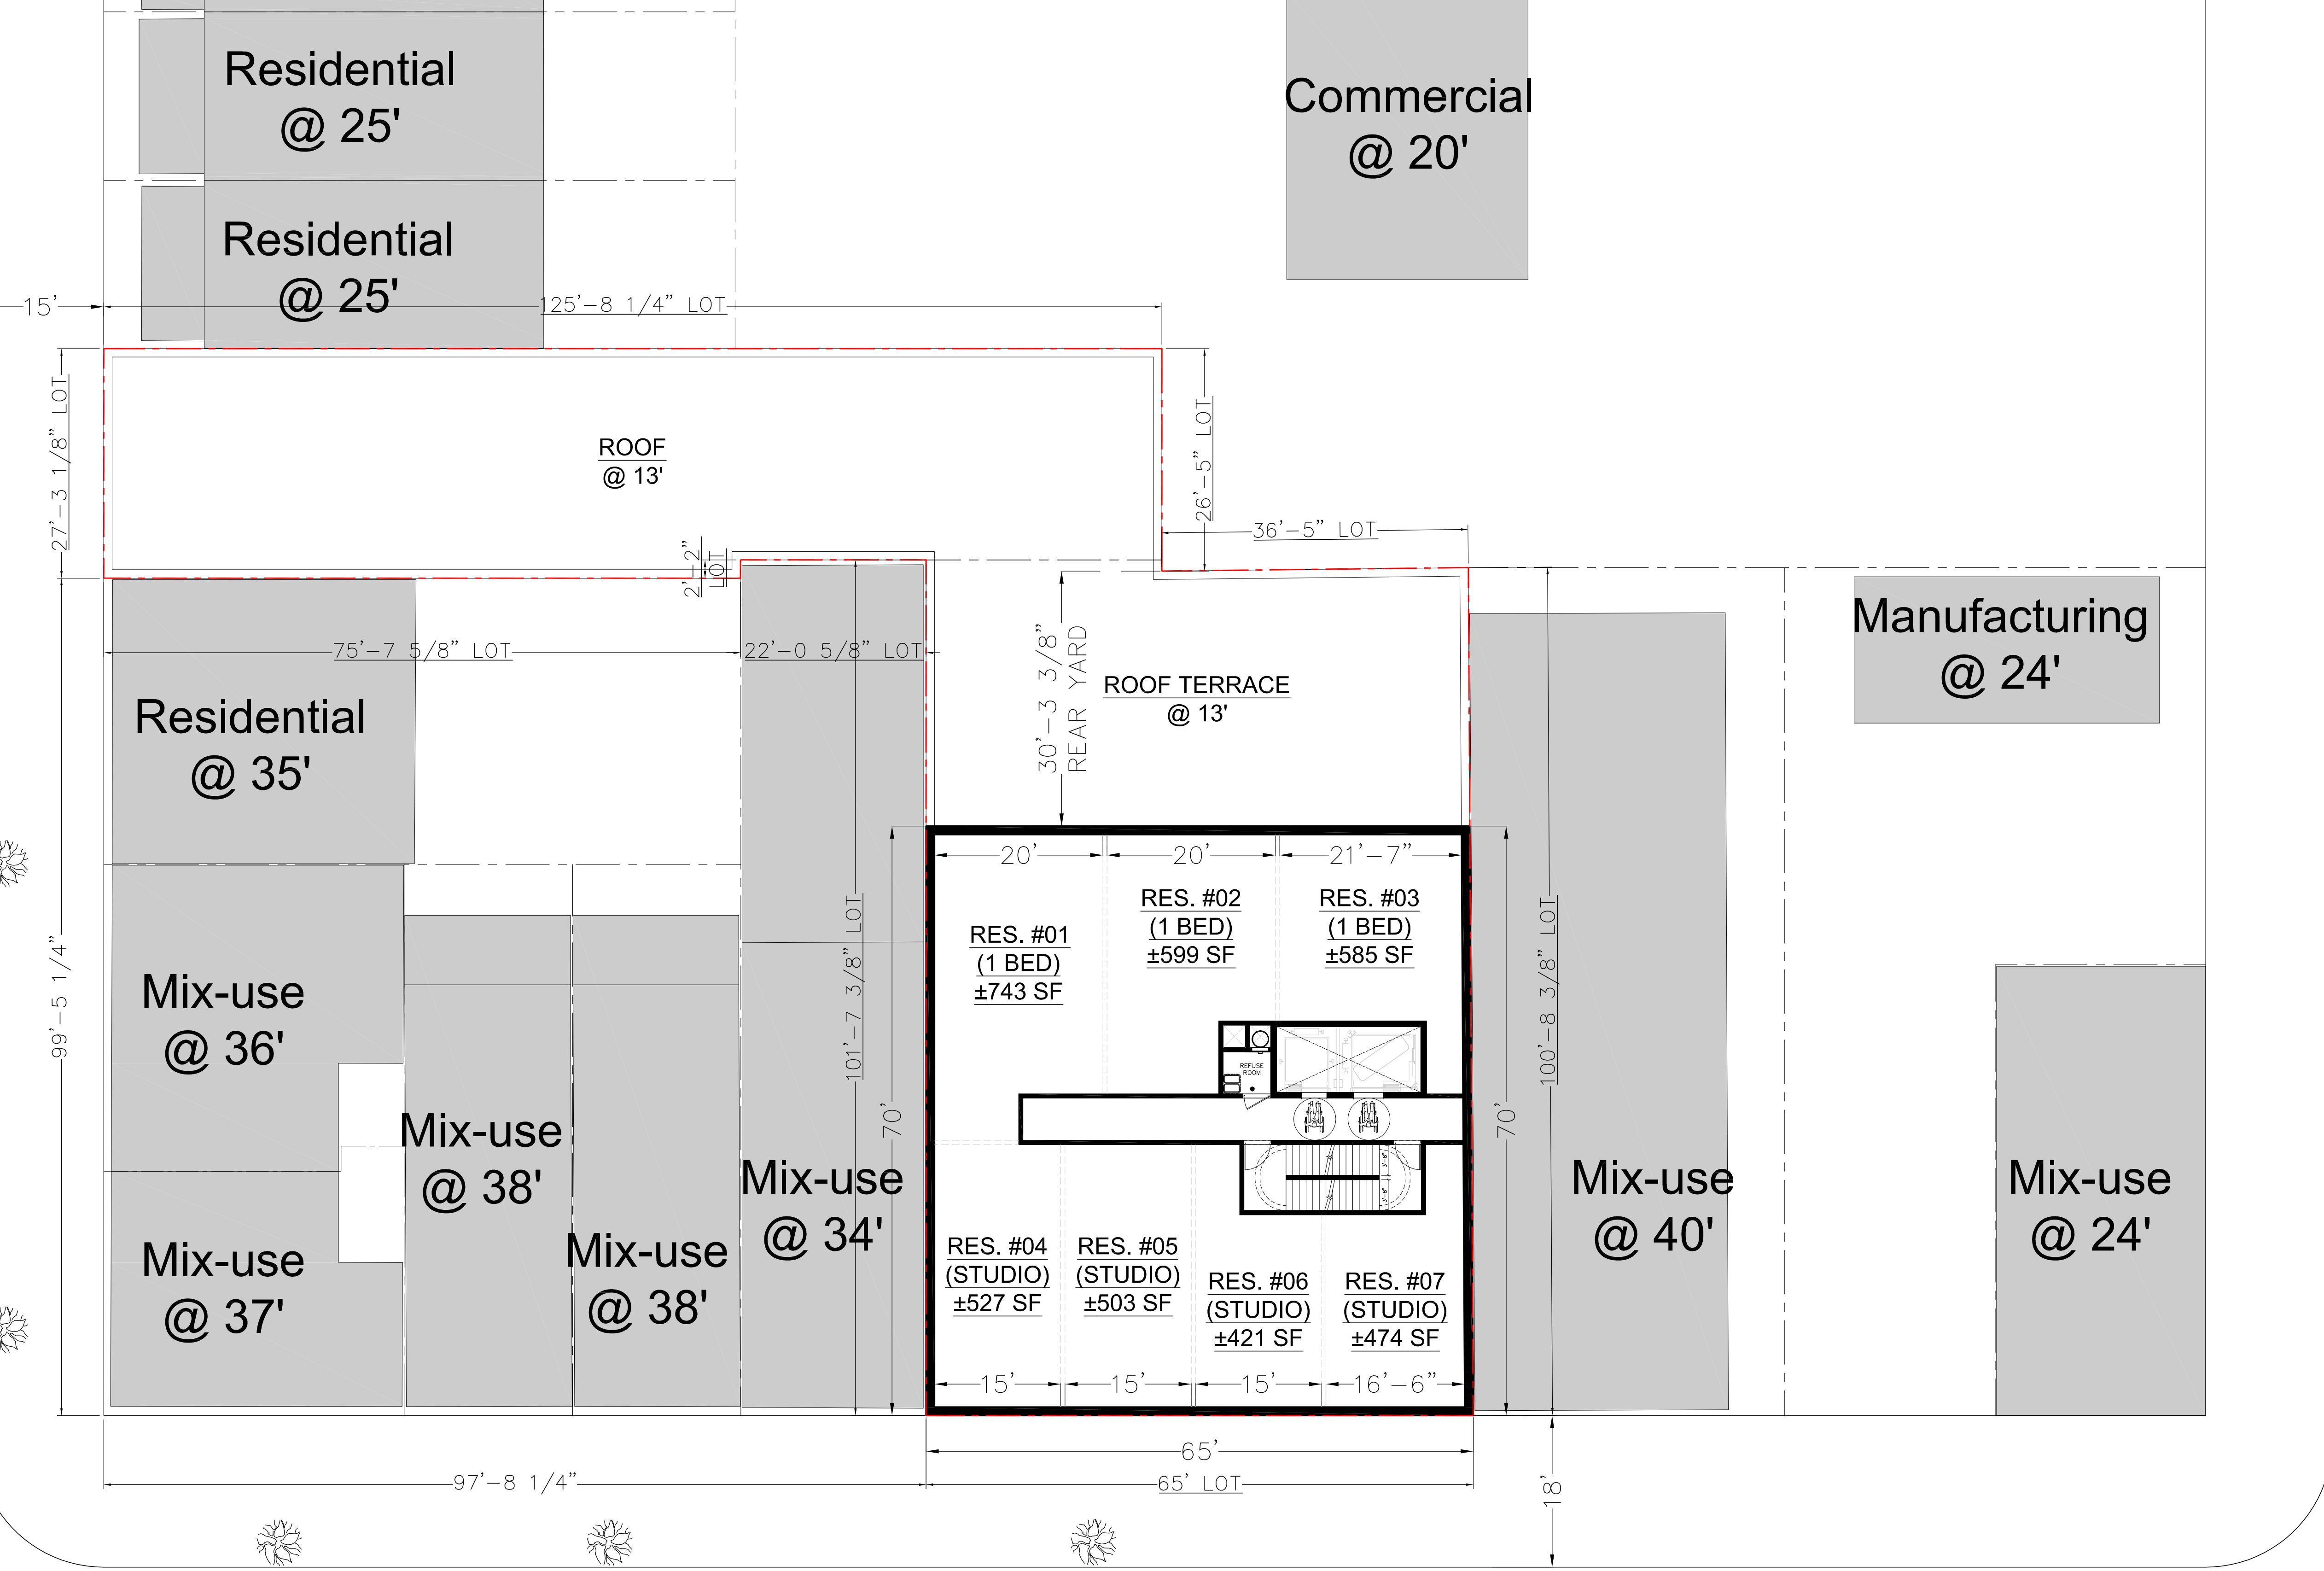 Residential
@ 25'
Commercial
@ 20'
Residential
@ 25'
15'
125'-8 1/4" LOT
27'-3 1/8" LOT
ROOF
@ 13'
26'-5" LOT
36'-5" LOT
2'-2"
LOT
75'-7 5/8" LOT
22'-0 5/8" LOT
30'-3 3/8"
REAR YARD
ROOF TERRACE
@ 13'
Manufacturing
@ 24'
Residential
@ 35'
99'-5 1/4"
101'-7 3/8" LOT
100'-8 3/8" LOT
70'
70'
20'
20'
21'-7"
RES. #01
(1 BED)
±743 SF
RES. #02
(1 BED)
±599 SF
RES. #03
(1 BED)
±585 SF
REFUSE
ROOM
Mix-use
@ 36'
Mix-use
@ 38'
Mix-use
@ 34'
Mix-use
@ 40'
Mix-use
@ 24'
Mix-use
@ 37'
Mix-use
@ 38'
3'-8"
3'-8"
RES. #04
(STUDIO)
±527 SF
RES. #05
(STUDIO)
±503 SF
RES. #06
(STUDIO)
±421 SF
RES. #07
(STUDIO)
±474 SF
15'
15'
15'
16'-6"
65'
97'-8 1/4"
65' LOT
18'